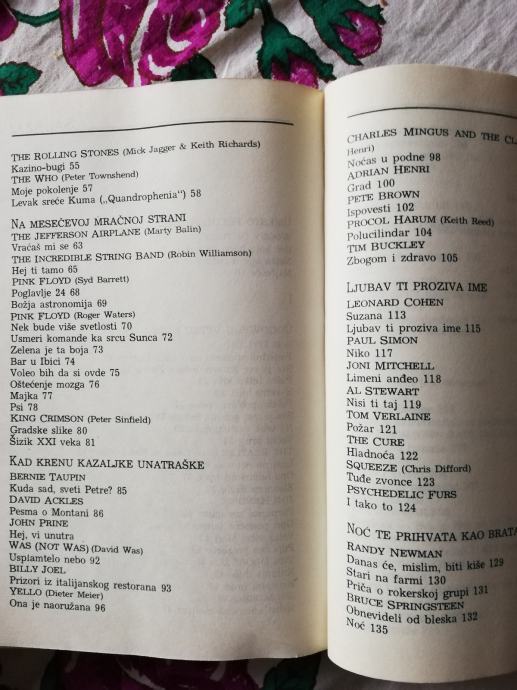 THE ROLLING STONES (Mick Jagger & Keith Richards)
Kazino-bugi 55
THE WHO (Peter Townshend)
Moje pokolenje 57
Levak sreće Kuma („Quandrophenia“) 58
NA MESEČEVOJ MRAČNOJ STRANI
THE JEFFERSON AIRPLANE (Marty Balin)
Vraćaš mi se 63
THE INCREDIBLE STRING BAND (Robin Williamson)
Hej ti tamo 65
PINK FLOYD (Syd Barrett)
Poglavlje 24 68
Božja astronomija 69
PINK FLOYD (Roger Waters)
Nek bude više svetlosti 70
Usmeri komande ka srcu Sunca 72
Zelena je ta boja 73
Bar u Ibici 74
Voleo bih da si ovde 75
Oštećenje mozga 76
Majka 77
Psi 78
KING CRIMSON (Peter Sinfield)
Gradske slike 80
Šizik XXI veka 81
KAD KRENU KAZALJKE UNATRAŠKE
BERNIE TAUPIN
Kuda sad, sveti Petre? 85
DAVID ACKLES
Pesma o Montani 86
JOHN PRINE
Hej, vi unutra
WAS (NOT WAS) (David Was)
Uspiamtelo nebo 92
BILLY JOEL
Prizori iz italijanskog restorana 93
YELLO (Dieter Meier)
Ona je naoružana 96
CHARLES MINGUS AND THE
Henri)
Noćas u podne 98
ADRIAN HENRI
Grad 100
PETE BROWN
Ispovesti 102
PROCOL HARUM (Keith Reed)
Polucilindar 104
TIM BUCKLEY
Zbogom i zdravo 105
LJUBAV TI PROZIVA IME
LEONARD COHEN
Suzana 113
Ljubav ti proziva ime 115
PAUL SIMON
Niko 117
JONI MITCHELL
Limeni anđeo 118
AL STEWART
Nisi ti taj 119
TOM VERLAINE
Požar 121
THE CURE
Hladnoća 122
SQUEEZE (Chris Difford)
Tuđe zvonce 123
PSYCHEDELIC FURS
I tako to 124
NOĆ TE PRIHVATA KAO BRATA
RANDY NEWMAN
Danas će, mislim, biti kiše 129
Stari na farmi 130
Priča o rokerskoj grupi 131
BRUCE SPRINGSTEEN
Obnevideli od bleska 132
Noć 135